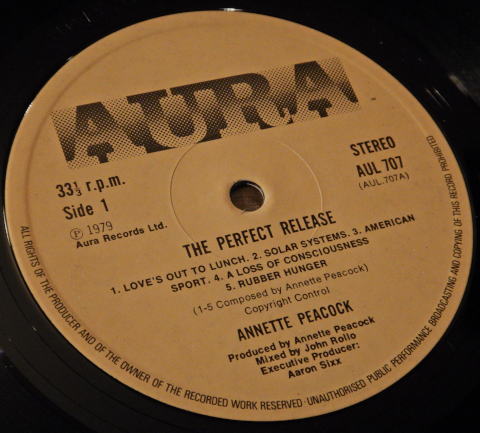 AURA
33⅓ r.p.m.
Side 1
Ⓟ 1979
Aura Records Ltd.
STEREO
AUL 707
(AUL.707A)
THE PERFECT RELEASE
1. LOVE'S OUT TO LUNCH. 2. SOLAR SYSTEMS. 3. AMERICAN
SPORT. 4. A LOSS OF CONSCIOUSNESS
5. RUBBER HUNGER
(1-5 Composed by Annette Peacock)
Copyright Control
ANNETTE PEACOCK
Produced by Annette Peacock
Mixed by John Rollo
Executive Producer:
Aaron Sixx
ALL RIGHTS OF THE PRODUCER AND OF THE OWNER OF THE RECORDED WORK RESERVED · UNAUTHORISED PUBLIC PERFORMANCE BROADCASTING AND COPYING OF THIS RECORD PROHIBITED.